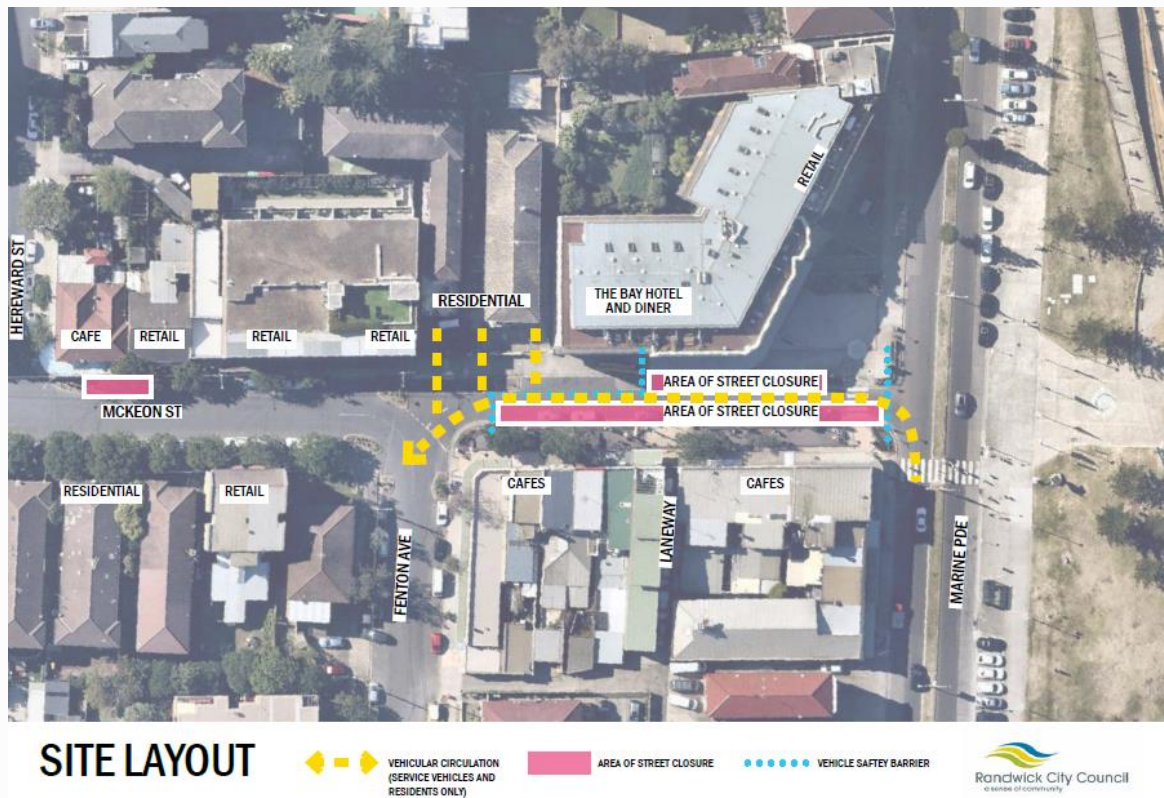 RETAIL
HEREWARD ST
RESIDENTIAL
THE BAY HOTEL
AND DINER
CAFE
RETAIL
RETAIL
RETAIL
AREA OF STREET CLOSURE
MCKEON ST
AREA OF STREET CLOSURE
RESIDENTIAL
RETAIL
CAFES
CAFES
LANEWAY
FENTON AVE
MARINE PDE
SITE LAYOUT
VEHICULAR CIRCULATION
(SERVICE VEHICLES AND
RESIDENTS ONLY)
AREA OF STREET CLOSURE
VEHICLE SAFTEY BARRIER
Randwick City Council
a sense of community